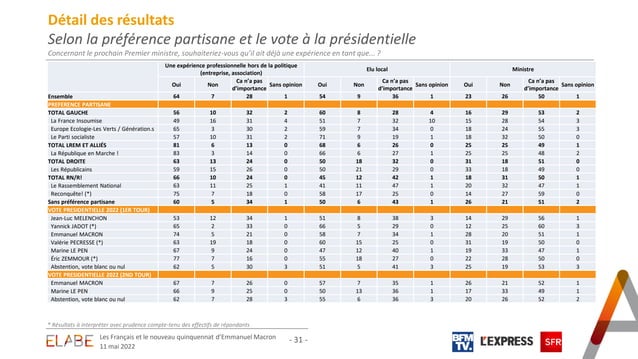 Détail des résultats
Selon la préférence partisane et le vote à la présidentielle
Concernant le prochain Premier ministre, souhaiteriez-vous qu'il ait déjà une expérience en tant que… ?
Une expérience professionnelle hors de la politique (entreprise, association) Elu local Ministre
Oui Non Ca n'a pas d'importance Sans opinion Oui Non Ca n'a pas d'importance Sans opinion Oui Non Ca n'a pas d'importance Sans opinion
Ensemble 64 7 28 1 54 9 36 1 23 26 50 1
PREFERENCE PARTISANE
TOTAL GAUCHE 56 10 32 2 60 8 28 4 16 29 53 2
La France Insoumise 49 16 31 4 51 7 32 10 15 28 54 3
Europe Ecologie-Les Verts / Génération.s 65 3 30 2 59 7 34 0 18 24 55 3
Le Parti socialiste 57 10 31 2 71 9 19 1 18 32 50 0
TOTAL LREM ET ALLIÉS 81 6 13 0 68 6 26 0 25 25 49 1
La République en Marche ! 83 3 14 0 66 6 27 1 25 25 48 2
TOTAL DROITE 63 13 24 0 50 18 32 0 31 18 51 0
Les Républicains 59 15 26 0 50 21 29 0 33 18 49 0
TOTAL RN/R! 66 10 24 0 45 12 42 1 18 31 50 1
Le Rassemblement National 63 11 25 1 41 11 47 1 20 32 47 1
Reconquête! (*) 75 7 18 0 58 17 25 0 14 27 59 0
Sans préférence partisane 60 5 34 1 50 6 43 1 26 21 51 2
VOTE PRESIDENTIELLE 2022 (1ER TOUR)
Jean-Luc MELENCHON 53 12 34 1 51 8 38 3 14 29 56 1
Yannick JADOT (*) 65 2 33 0 66 5 29 0 12 25 60 3
Emmanuel MACRON 74 5 21 0 58 7 34 1 28 20 51 1
Valérie PECRESSE (*) 63 19 18 0 60 15 25 0 31 19 50 0
Marine LE PEN 67 9 24 0 47 12 40 1 19 33 47 1
Éric ZEMMOUR (*) 77 7 16 0 55 18 27 0 22 28 50 0
Abstention, vote blanc ou nul 62 5 30 3 51 5 41 3 25 19 53 3
VOTE PRESIDENTIELLE 2022 (2ND TOUR)
Emmanuel MACRON 67 7 26 0 57 7 35 1 26 21 52 1
Marine LE PEN 67 8 25 0 50 13 36 1 17 33 49 1
Abstention, vote blanc ou nul 62 7 28 3 55 6 36 3 20 26 52 2
* Résultats à interpréter avec prudence compte-tenu des effectifs de répondants
ELABE
Les Français et le nouveau quinquennat d'Emmanuel Macron
11 mai 2022
- 31 -
BFM TV.
L'EXPRESS
SFR